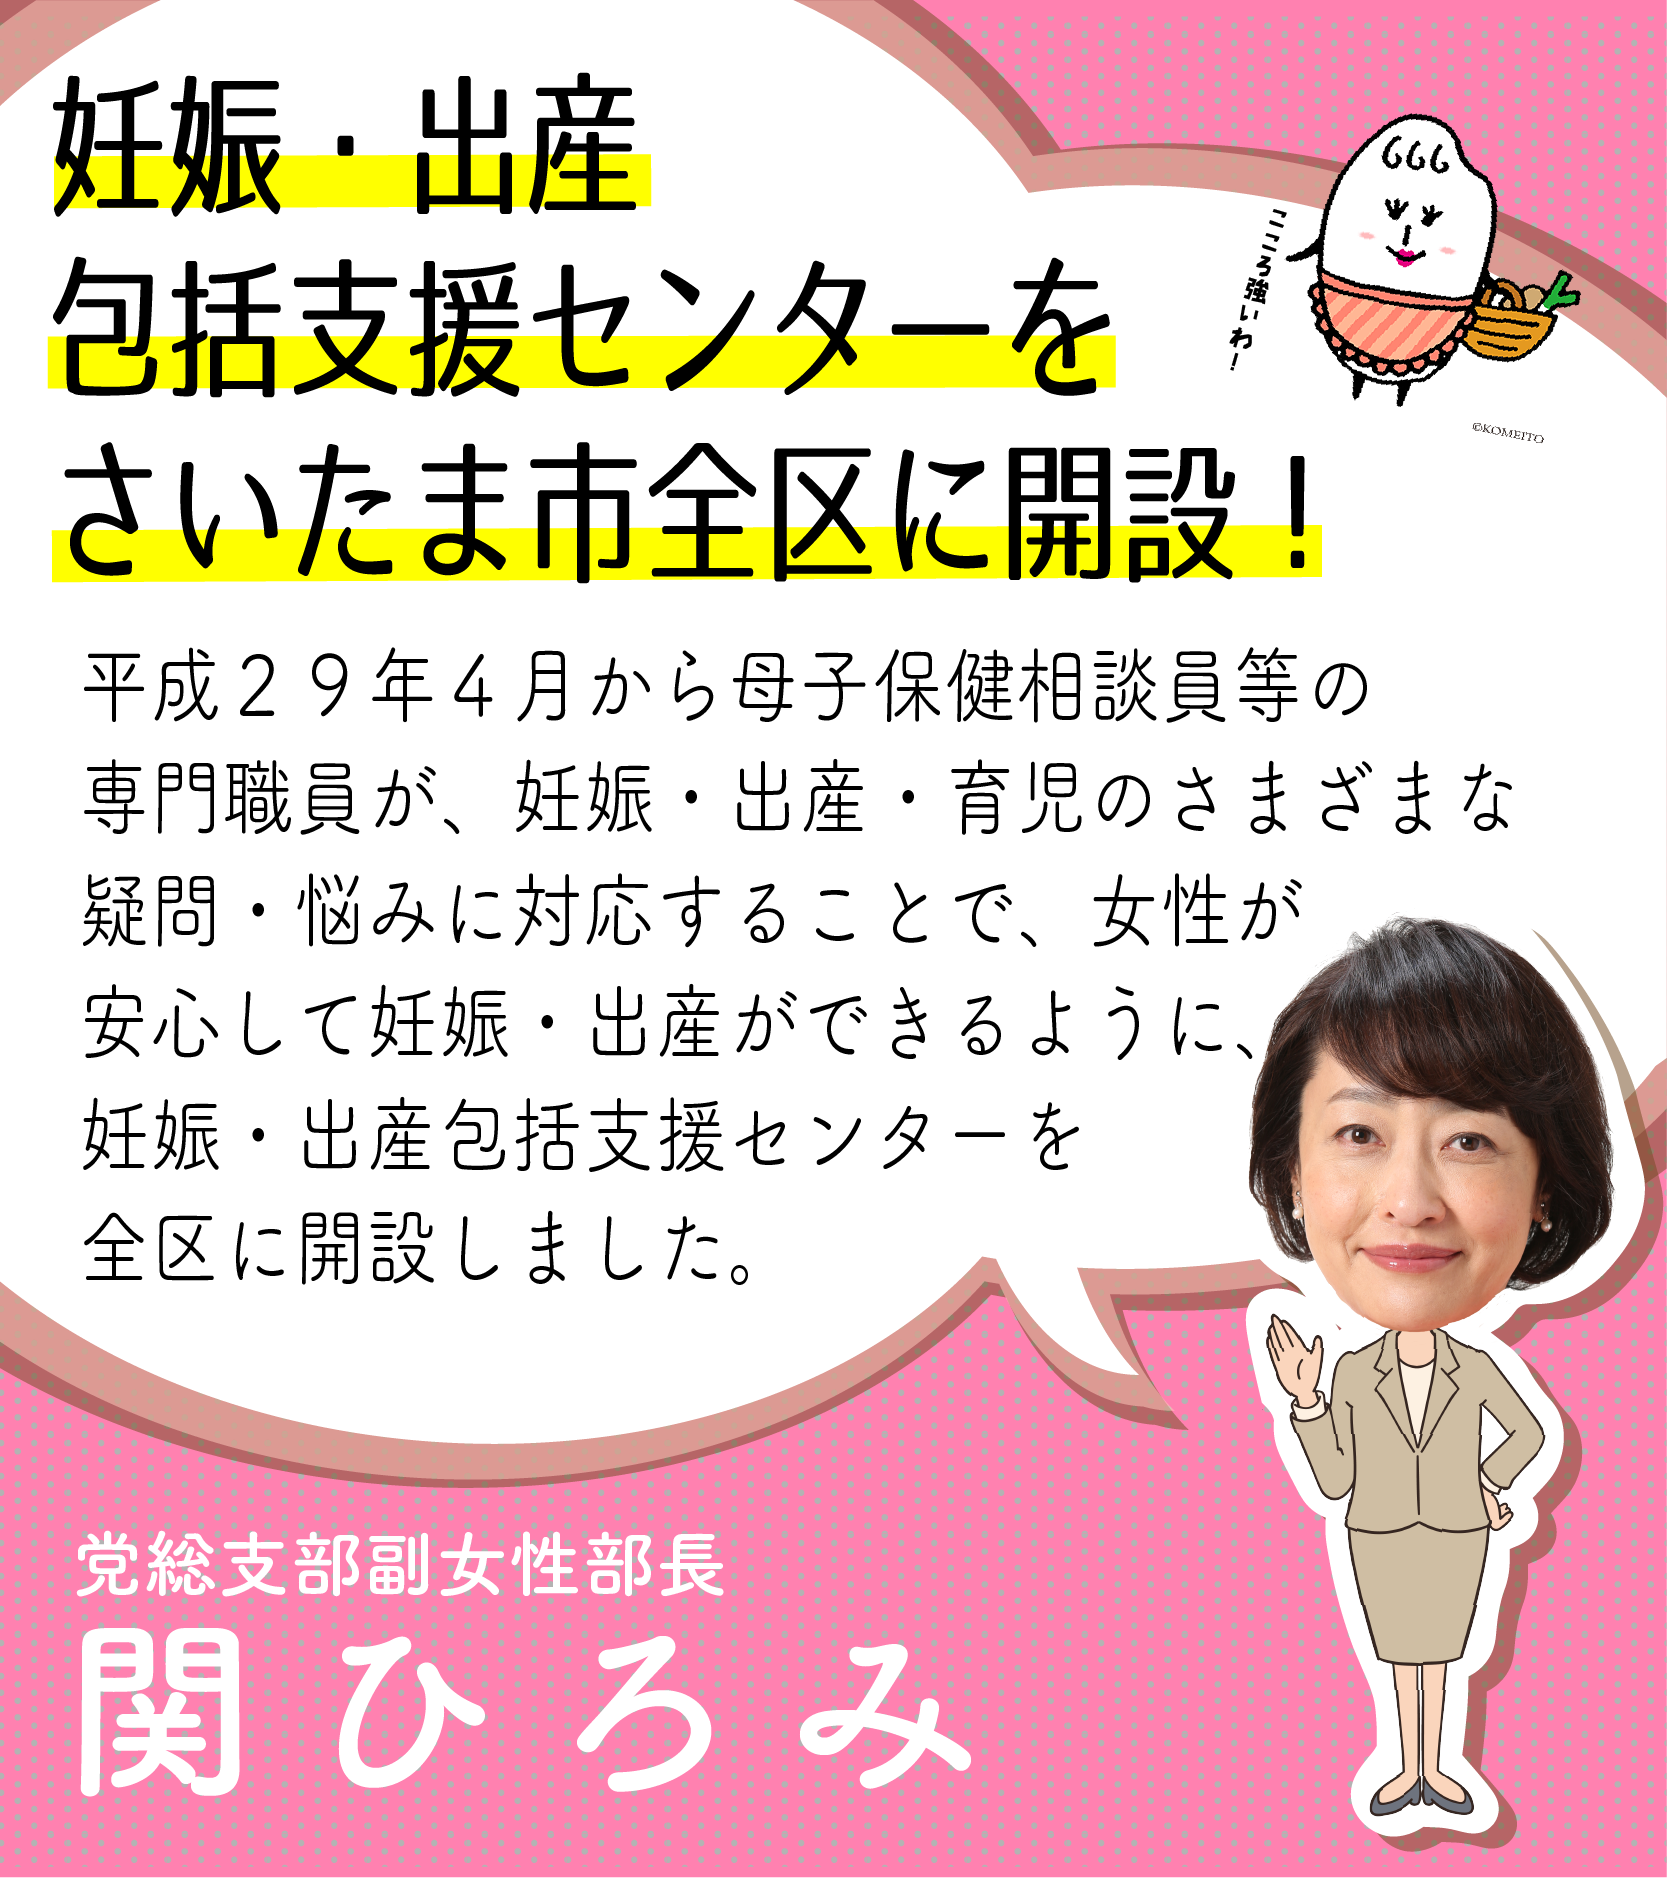 妊娠・出産
包括支援センターを
さいたま市全区に開設！
こころ強いわ！
©KOMEITO
平成２９年４月から母子保健相談員等の
専門職員が、妊娠・出産・育児のさまざまな
疑問・悩みに対応することで、女性が
安心して妊娠・出産ができるように、
妊娠・出産包括支援センターを
全区に開設しました。
党総支部副女性部長
関ひろみ